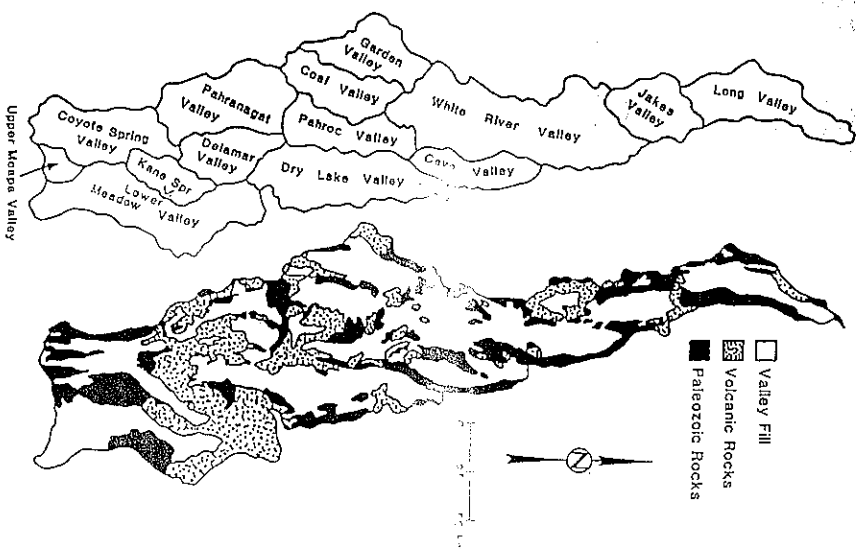 Long Valley
Jakes
Valley
White River Valley
Garden
Valley
Coal Valley
Cave Valley
Pahroc Valley
Dry Lake Valley
Pahranagat
Valley
Delamar
Valley
Coyote Spring
Valley
Kane Spr
V.
Lower
Meadow Valley
Upper Moapa Valley
Valley Fill
Volcanic Rocks
Paleozoic Rocks
N